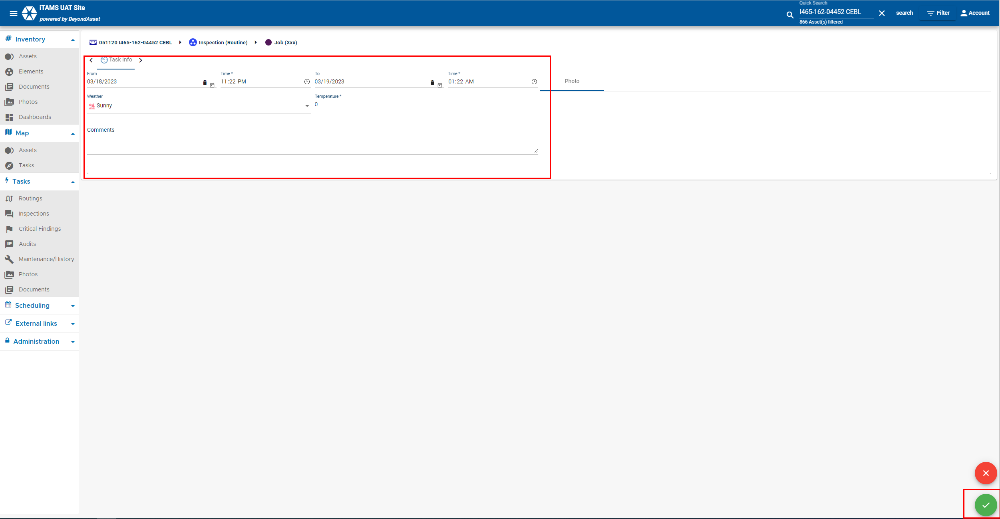 iTAMS UAT Site
powered by BeyondAsset
Quick Search
I465-162-04452 CEBL
866 Asset(s) filtered
search
Filter
Account
Inventory
Assets
Elements
Documents
Photos
Dashboards
Map
Assets
Tasks
Tasks
Routings
Inspections
Critical Findings
Audits
Maintenance/History
Photos
Documents
Scheduling
External links
Administration
051120 I465-162-04452 CEBL
Inspection (Routine)
Job (Xxx)
Task Info
From
03/18/2023
Time *
11:22 PM
To
03/19/2023
Time *
01:22 AM
Photo
Weather
Sunny
Temperature *
0
Comments